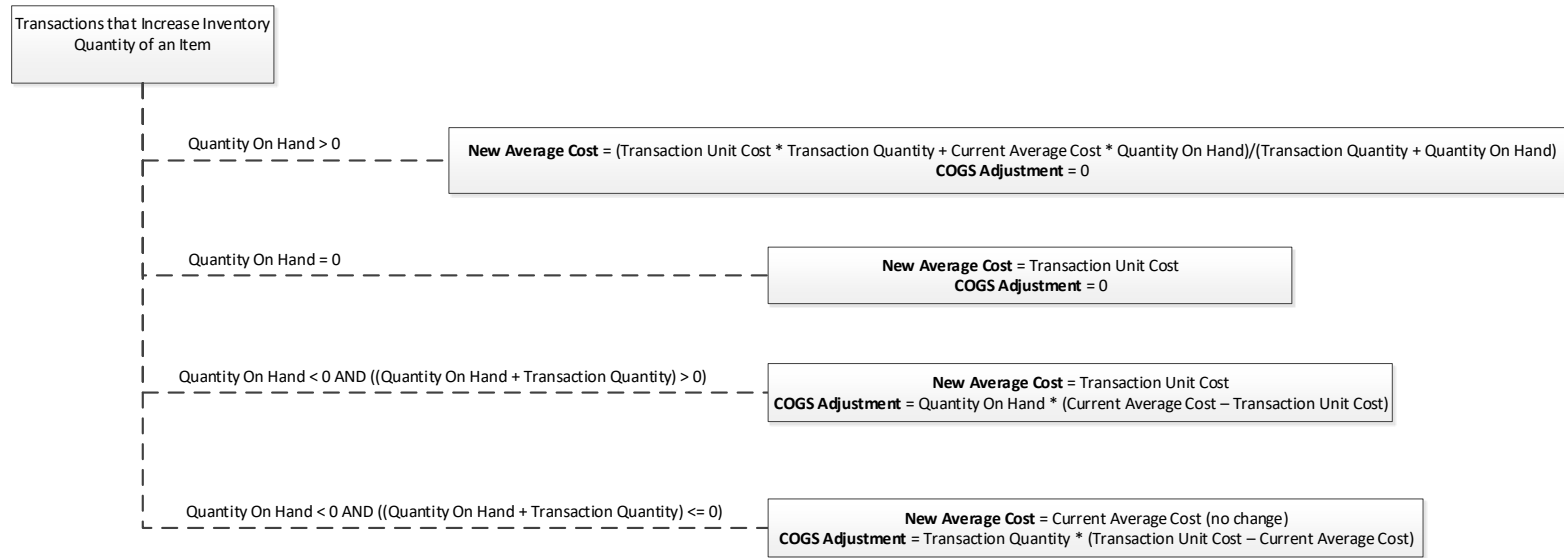 Transactions that Increase Inventory
Quantity of an Item
Quantity On Hand > 0
New Average Cost = (Transaction Unit Cost * Transaction Quantity + Current Average Cost * Quantity On Hand)/(Transaction Quantity + Quantity On Hand)
COGS Adjustment = 0
Quantity On Hand = 0
New Average Cost = Transaction Unit Cost
COGS Adjustment = 0
Quantity On Hand < 0 AND ((Quantity On Hand + Transaction Quantity) > 0)
New Average Cost = Transaction Unit Cost
COGS Adjustment = Quantity On Hand * (Current Average Cost – Transaction Unit Cost)
Quantity On Hand < 0 AND ((Quantity On Hand + Transaction Quantity) <= 0)
New Average Cost = Current Average Cost (no change)
COGS Adjustment = Transaction Quantity * (Transaction Unit Cost – Current Average Cost)